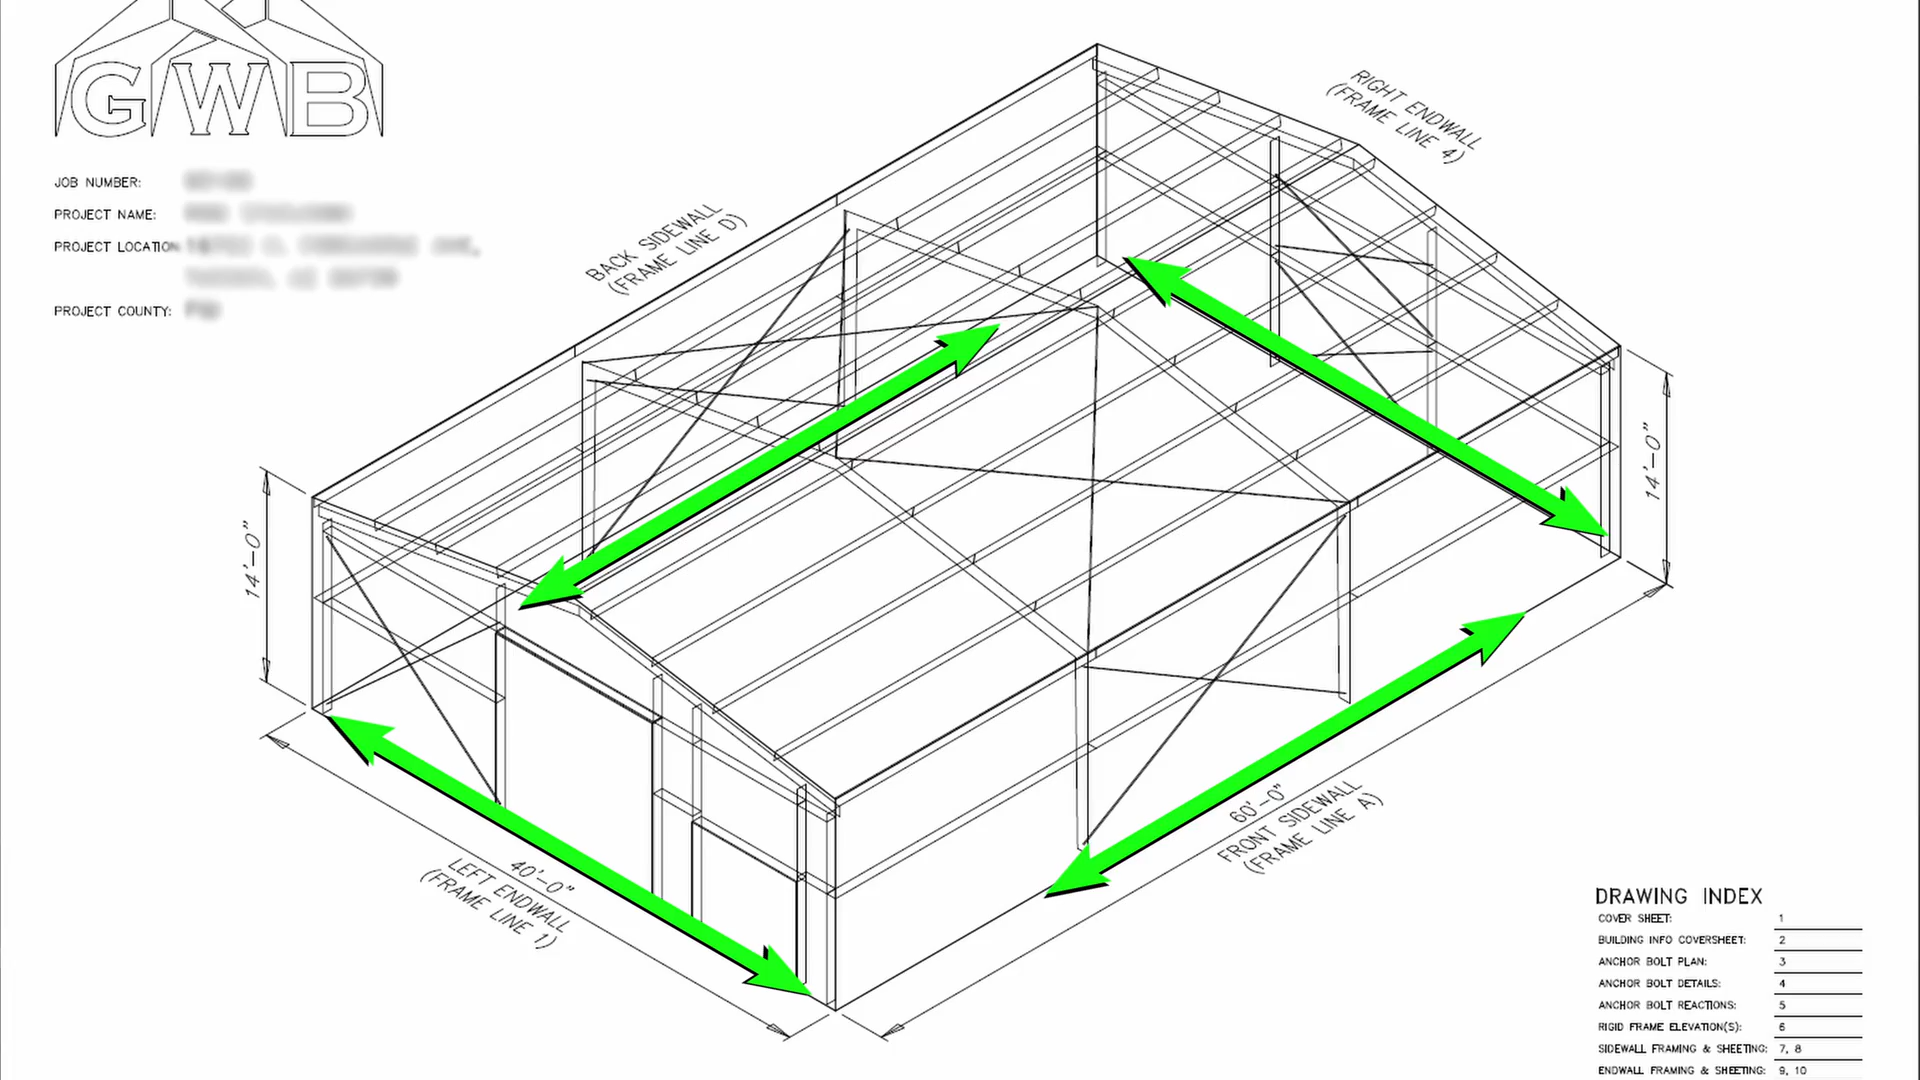 GWB
JOB NUMBER:
PROJECT NAME:
PROJECT LOCATION:
PROJECT COUNTY:
BACK SIDEWALL
(FRAME LINE D)
RIGHT ENDWALL
(FRAME LINE 4)
14'-0"
14'-0"
40'-0"
LEFT ENDWALL
(FRAME LINE 1)
60'-0"
FRONT SIDEWALL
(FRAME LINE A)
DRAWING INDEX
COVER SHEET: 1
BUILDING INFO COVERSHEET: 2
ANCHOR BOLT PLAN: 3
ANCHOR BOLT DETAILS: 4
ANCHOR BOLT REACTIONS: 5
RIGID FRAME ELEVATION(S): 6
SIDEWALL FRAMING & SHEETING: 7, 8
ENDWALL FRAMING & SHEETING: 9, 10